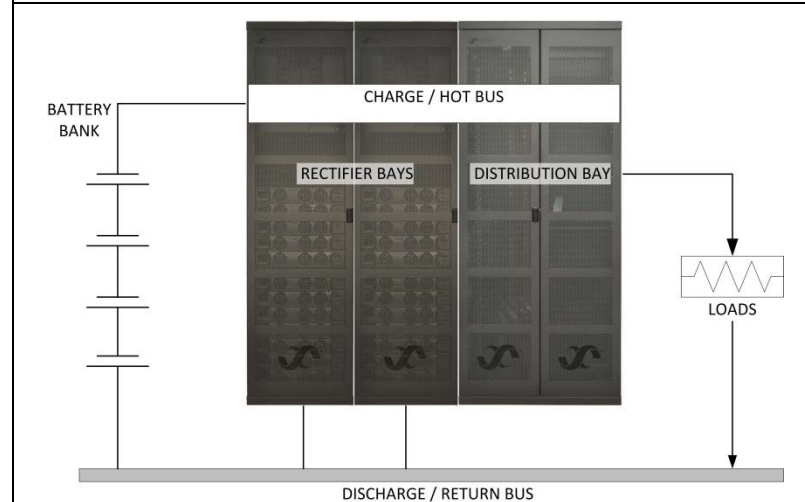 CHARGE / HOT BUS
BATTERY
BANK
RECTIFIER BAYS
DISTRIBUTION BAY
LOADS
DISCHARGE / RETURN BUS